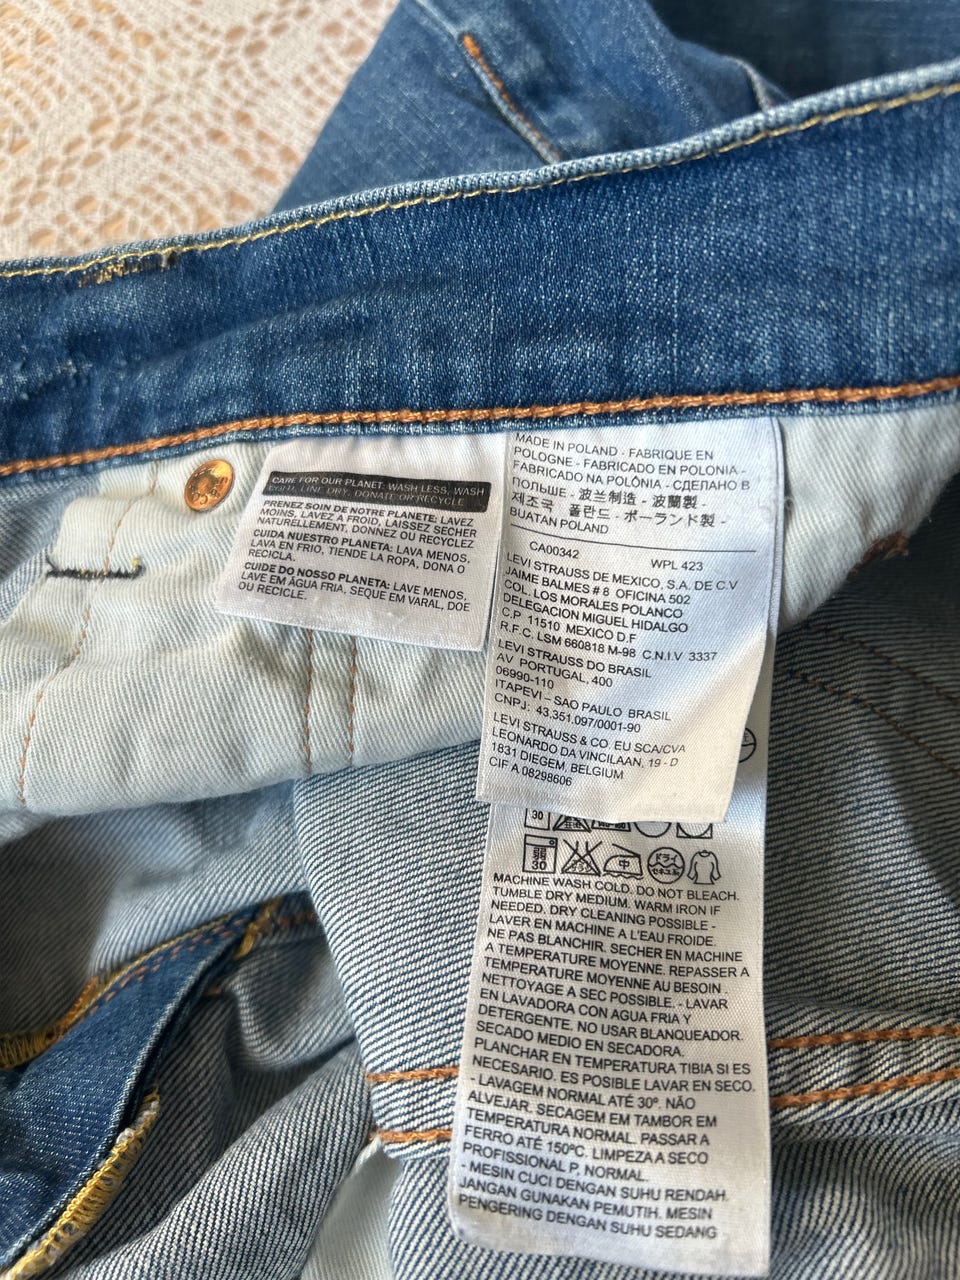 CARE FOR OUR PLANET: WASH LESS, WASH
COLD, LINE DRY, DONATE OR RECYCLE
PRENEZ SOIN DE NOTRE PLANETE: LAVEZ
MOINS, LAVEZ A FROID, LAISSEZ SECHER
NATURELLEMENT, DONNEZ OU RECYCLEZ
CUIDA NUESTRO PLANETA: LAVA MENOS,
LAVA EN FRIO, TIENDE LA ROPA, DONA O
RECICLA.
CUIDE DO NOSSO PLANETA: LAVE MENOS,
LAVE EM ÁGUA FRIA, SEQUE EM VARAL, DOE
OU RECICLE.
MADE IN POLAND - FABRIQUE EN
POLOGNE - FABRICADO EN POLONIA -
FABRICADO NA POLÔNIA - СДЕЛАНО В
ПОЛЬШЕ - 波兰制造 - 波蘭製 -
제조국 : 폴란드 - ポーランド製 -
BUATAN POLAND
CA00342
WPL 423
LEVI STRAUSS DE MEXICO, S.A. DE C.V
JAIME BALMES # 8 OFICINA 502
COL. LOS MORALES POLANCO
DELEGACION MIGUEL HIDALGO
C.P 11510 MEXICO D.F
R.F.C. LSM 660818 M-98 C.N.I.V 3337
LEVI STRAUSS DO BRASIL
AV PORTUGAL, 400
06990-110
ITAPEVI – SAO PAULO BRASIL
CNPJ: 43.351.097/0001-90
LEVI STRAUSS & CO. EU SCA/CVA
LEONARDO DA VINCILAAN, 19 - D
1831 DIEGEM, BELGIUM
CIF A 08298606
30
30 中 ドライ セキユ系
MACHINE WASH COLD. DO NOT BLEACH.
TUMBLE DRY MEDIUM. WARM IRON IF
NEEDED. DRY CLEANING POSSIBLE -
LAVER EN MACHINE A L'EAU FROIDE.
NE PAS BLANCHIR. SECHER EN MACHINE
A TEMPERATURE MOYENNE. REPASSER A
TEMPERATURE MOYENNE AU BESOIN.
NETTOYAGE A SEC POSSIBLE. - LAVAR
EN LAVADORA CON AGUA FRIA Y
DETERGENTE. NO USAR BLANQUEADOR.
SECADO MEDIO EN SECADORA.
PLANCHAR EN TEMPERATURA TIBIA SI ES
NECESARIO. ES POSIBLE LAVAR EN SECO.
- LAVAGEM NORMAL ATÉ 30º. NÃO
ALVEJAR. SECAGEM EM TAMBOR EM
TEMPERATURA NORMAL. PASSAR A
FERRO ATÉ 150ºC. LIMPEZA A SECO
PROFISSIONAL P, NORMAL.
- MESIN CUCI DENGAN SUHU RENDAH.
JANGAN GUNAKAN PEMUTIH. MESIN
PENGERING DENGAN SUHU SEDANG